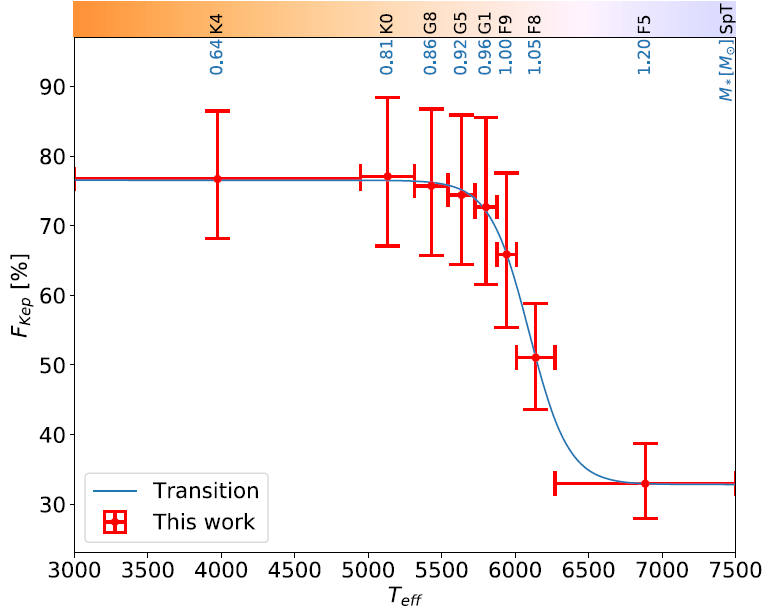 K4 K0 G8 G5 G1 F9 F8 F5 SpT
0.64 0.81 0.86 0.92 0.96 1.00 1.05 1.20 M* [M⊙]
90
80
70
60
50
40
30
F_Kep [%]
Transition
This work
3000 4000 5000 5500 6000 6500 7000 7500
T_eff